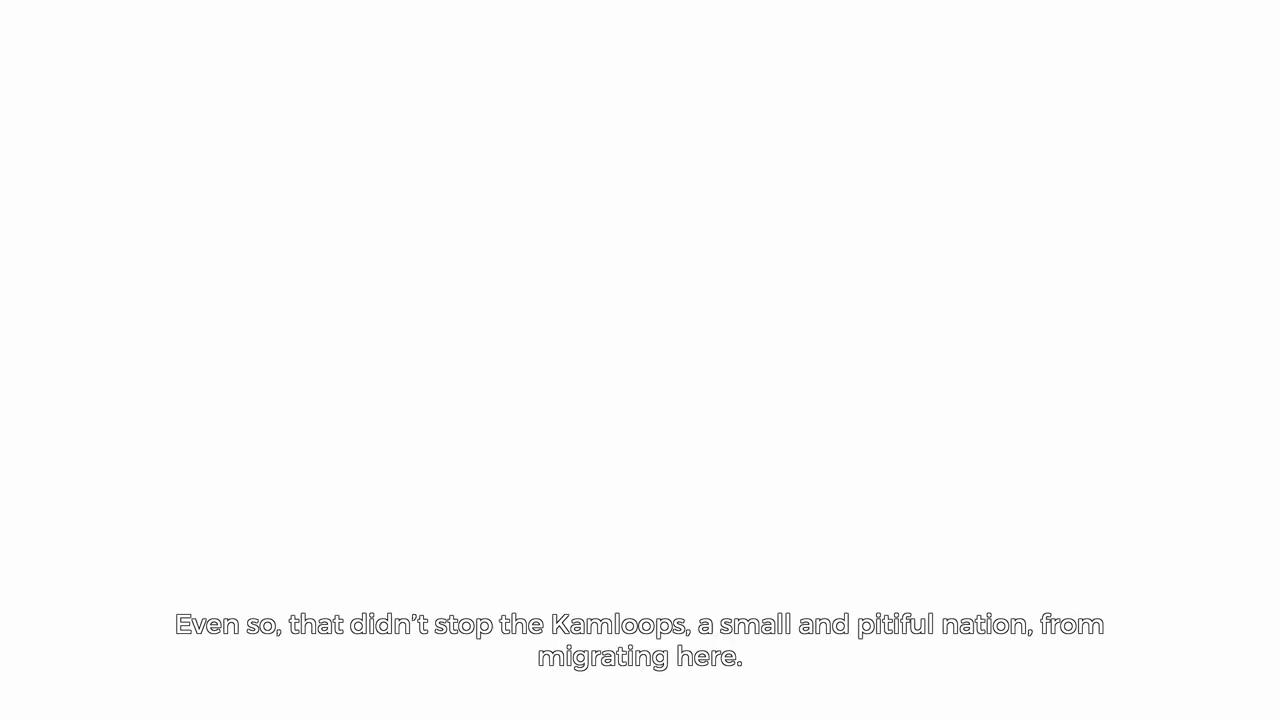 Even so, that didn’t stop the Kamloops, a small and pitiful nation, from
migrating here.